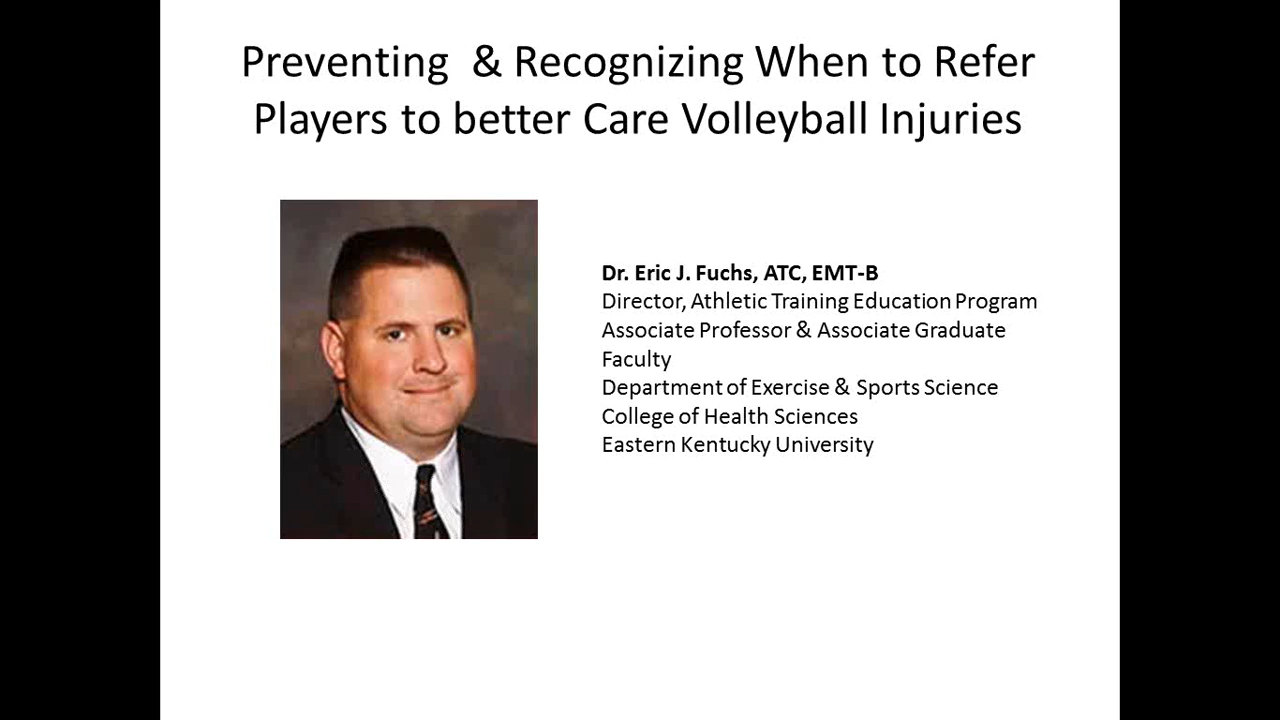 Preventing & Recognizing When to Refer
Players to better Care Volleyball Injuries
Dr. Eric J. Fuchs, ATC, EMT-B
Director, Athletic Training Education Program
Associate Professor & Associate Graduate
Faculty
Department of Exercise & Sports Science
College of Health Sciences
Eastern Kentucky University